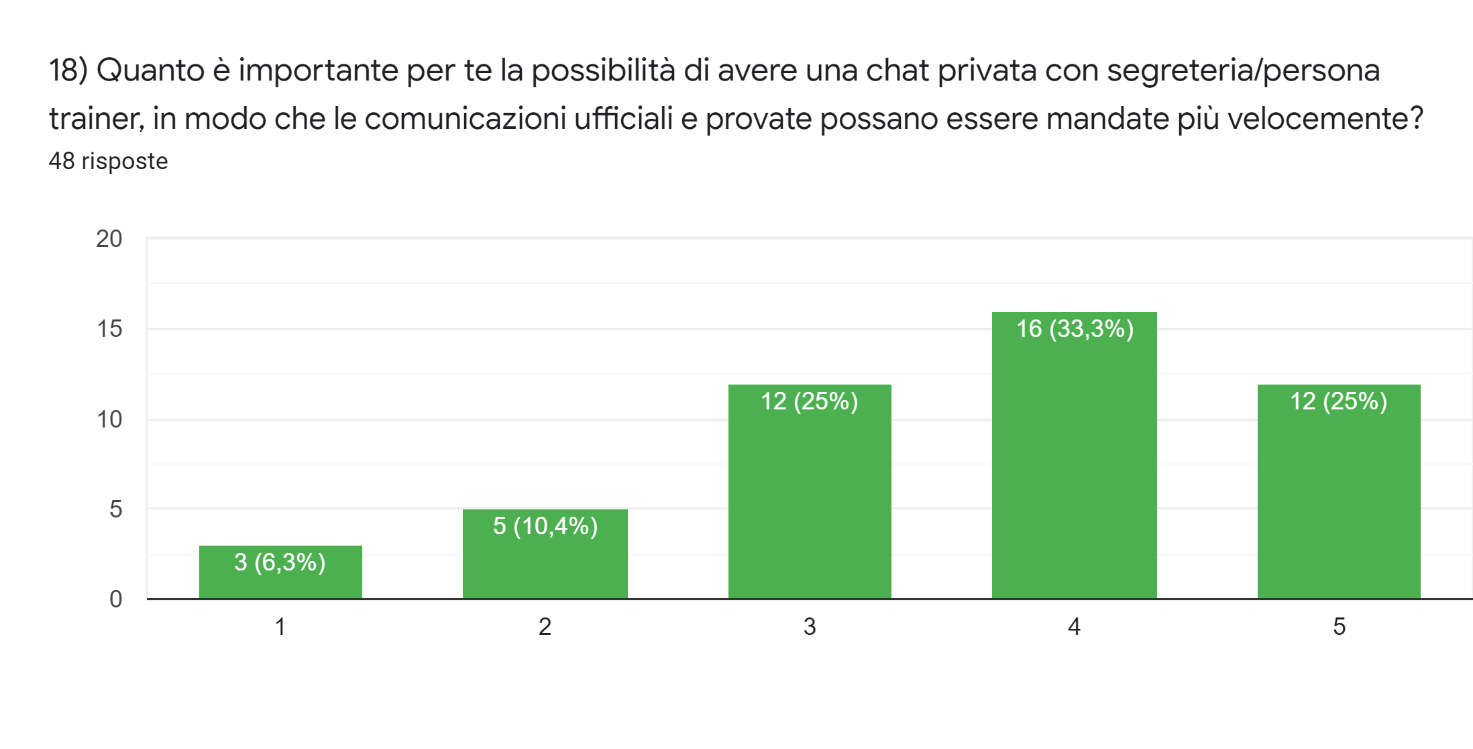 18) Quanto è importante per te la possibilità di avere una chat privata con segreteria/persona
trainer, in modo che le comunicazioni ufficiali e provate possano essere mandate più velocemente?
48 risposte
20
15
10
5
0
3 (6,3%)
5 (10,4%)
12 (25%)
16 (33,3%)
12 (25%)
1 2 3 4 5